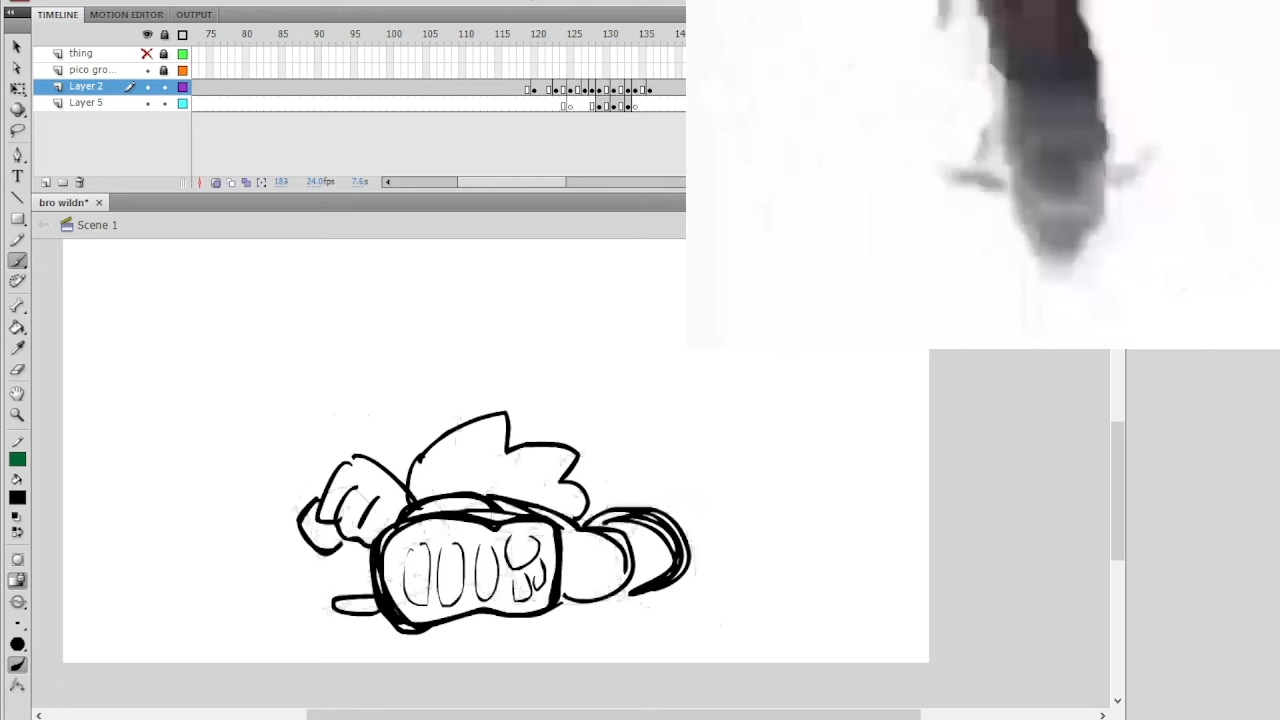 TIMELINE MOTION EDITOR OUTPUT
75 80 85 90 95 100 105 110 115 120 125 130 135 14
thing
pico gro...
Layer 2
Layer 5
183 24.0fps 7.6s
bro wildn* ×
Scene 1
T